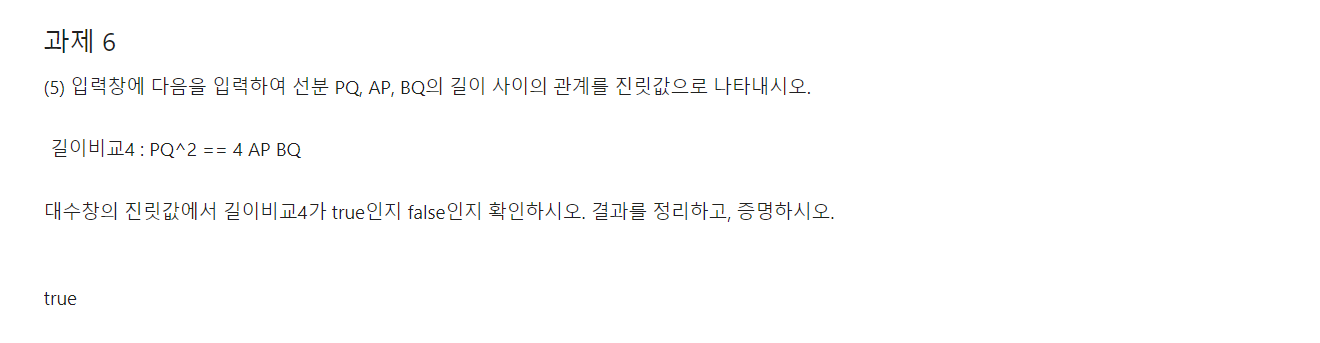 과제 6
(5) 입력창에 다음을 입력하여 선분 PQ, AP, BQ의 길이 사이의 관계를 진릿값으로 나타내시오.
길이비교4 : PQ^2 == 4 AP BQ
대수창의 진릿값에서 길이비교4가 true인지 false인지 확인하시오. 결과를 정리하고, 증명하시오.
true